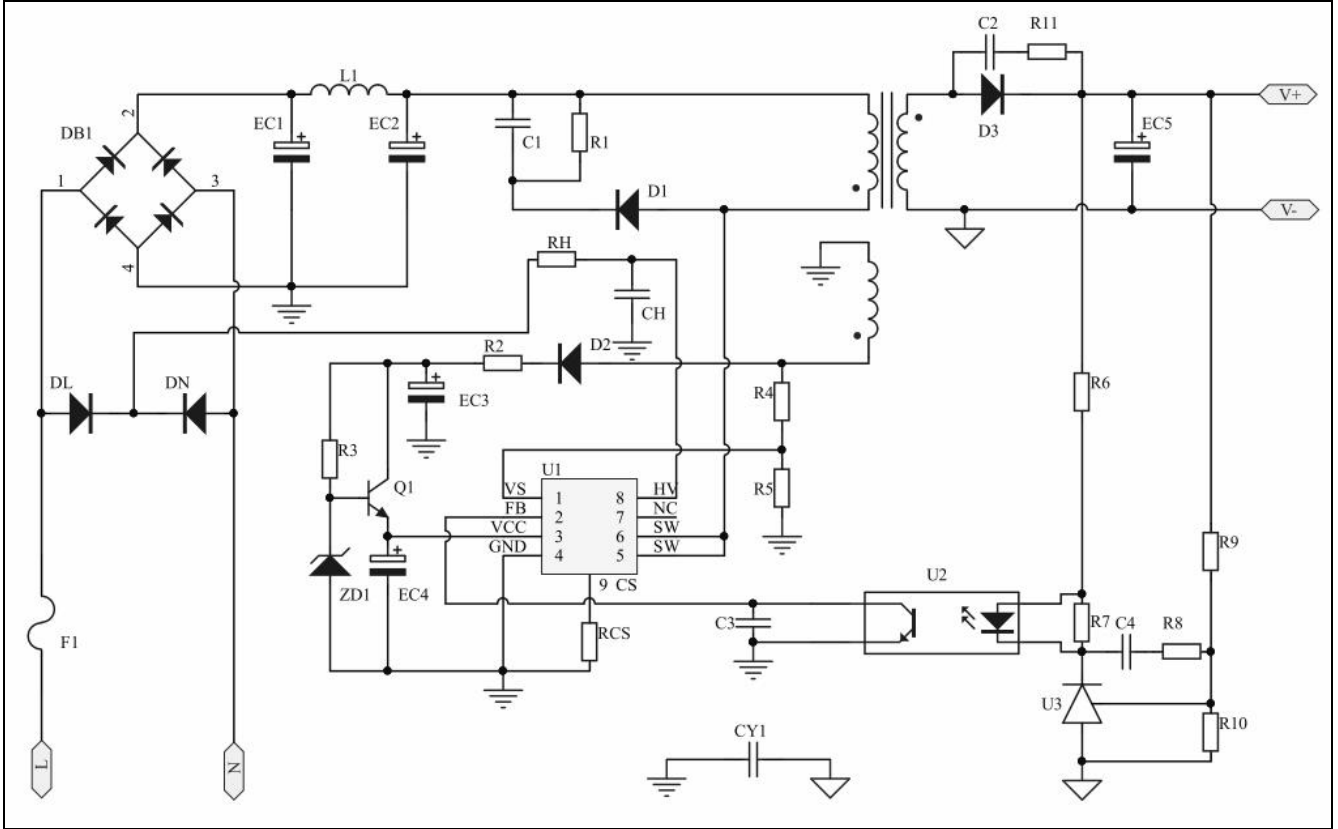 C2 R11
L1
2
DB1
EC1
EC2
C1
R1
D3
EC5
V+
1
3
D1
V-
4
RH
CH
R2
D2
DL
DN
EC3
R4
R6
R3
U1
Q1
VS 1 8 HV
FB 2 7 NC
VCC 3 6 SW
GND 4 5 SW
9 CS
R5
R9
ZD1
EC4
U2
F1
RCS
C3
R7
C4
R8
U3
R10
CY1
L
N